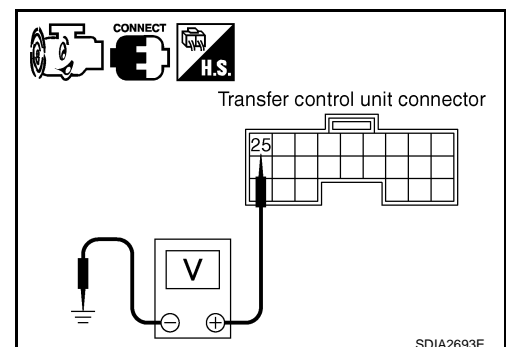 CONNECT
H.S.
Transfer control unit connector
25
V
− +
SDIA2693E